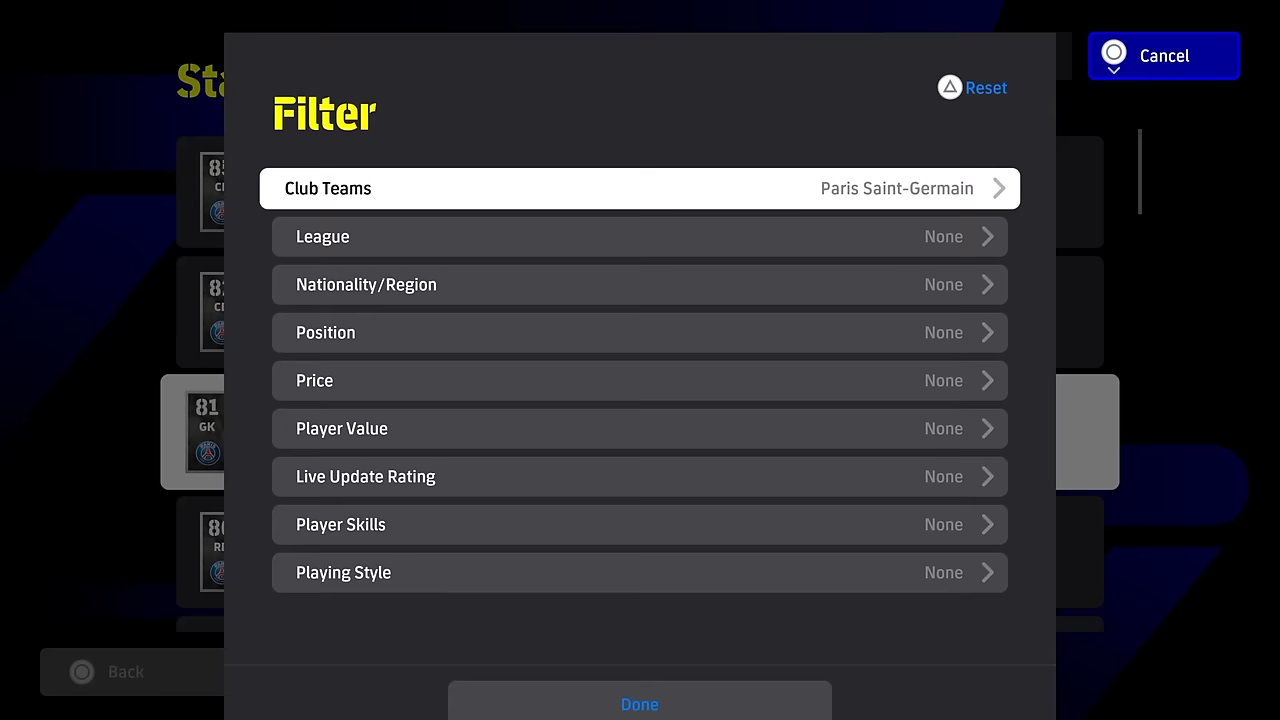 Cancel
Reset
Filter
Club Teams Paris Saint-Germain
League None
Nationality/Region None
Position None
Price None
81
GK
Player Value None
Live Update Rating None
Player Skills None
Playing Style None
Back
Done